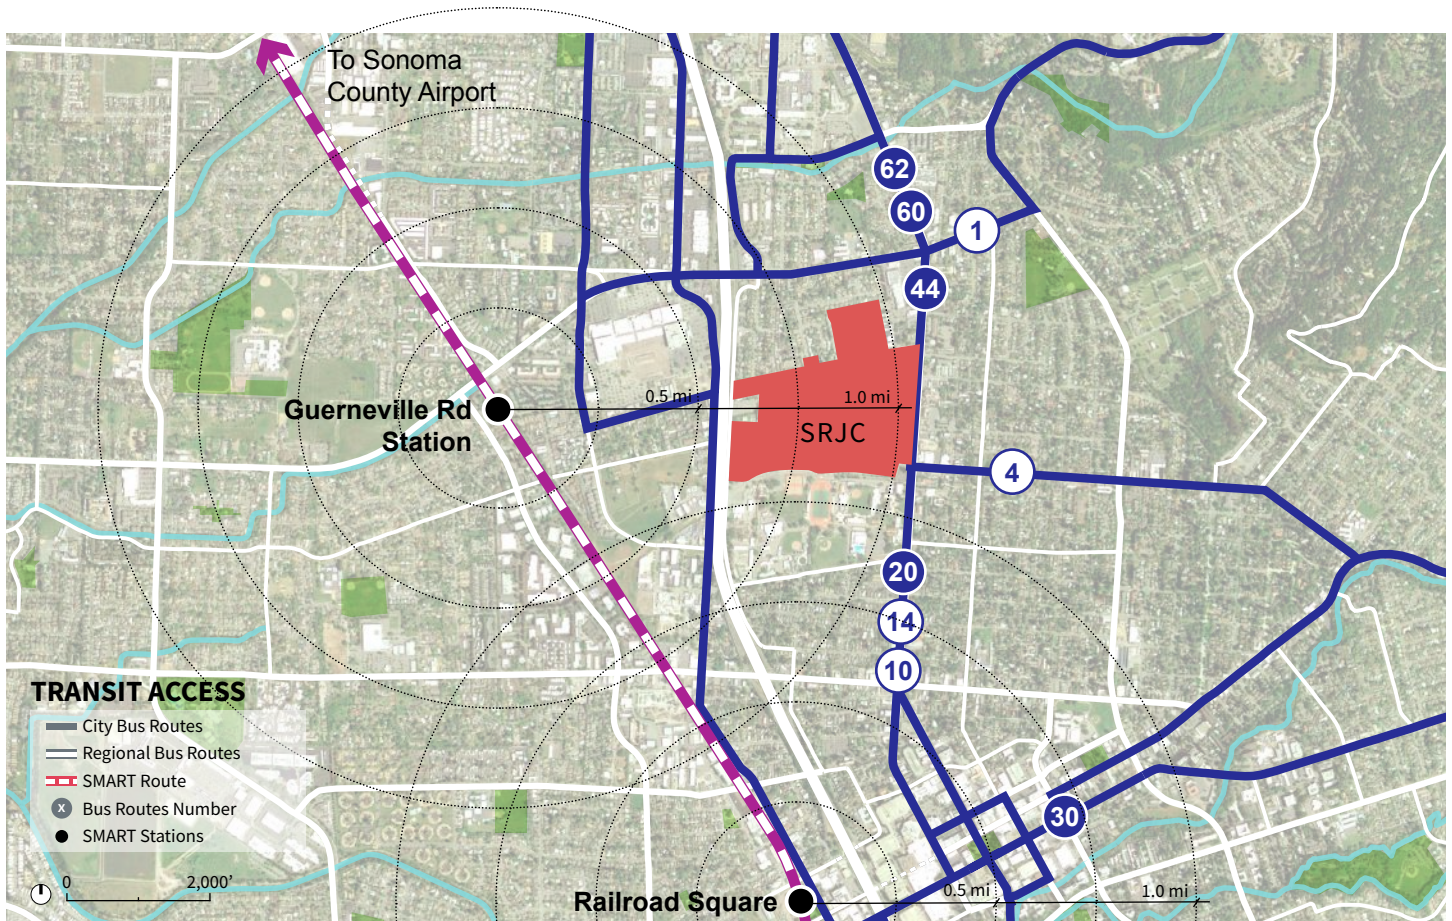 To Sonoma
County Airport
62
60
1
44
0.5 mi
1.0 mi
Guerneville Rd
Station
SRJC
4
20
14
10
TRANSIT ACCESS
City Bus Routes
Regional Bus Routes
SMART Route
X
Bus Routes Number
SMART Stations
30
0
2,000’
Railroad Square
0.5 mi
1.0 mi